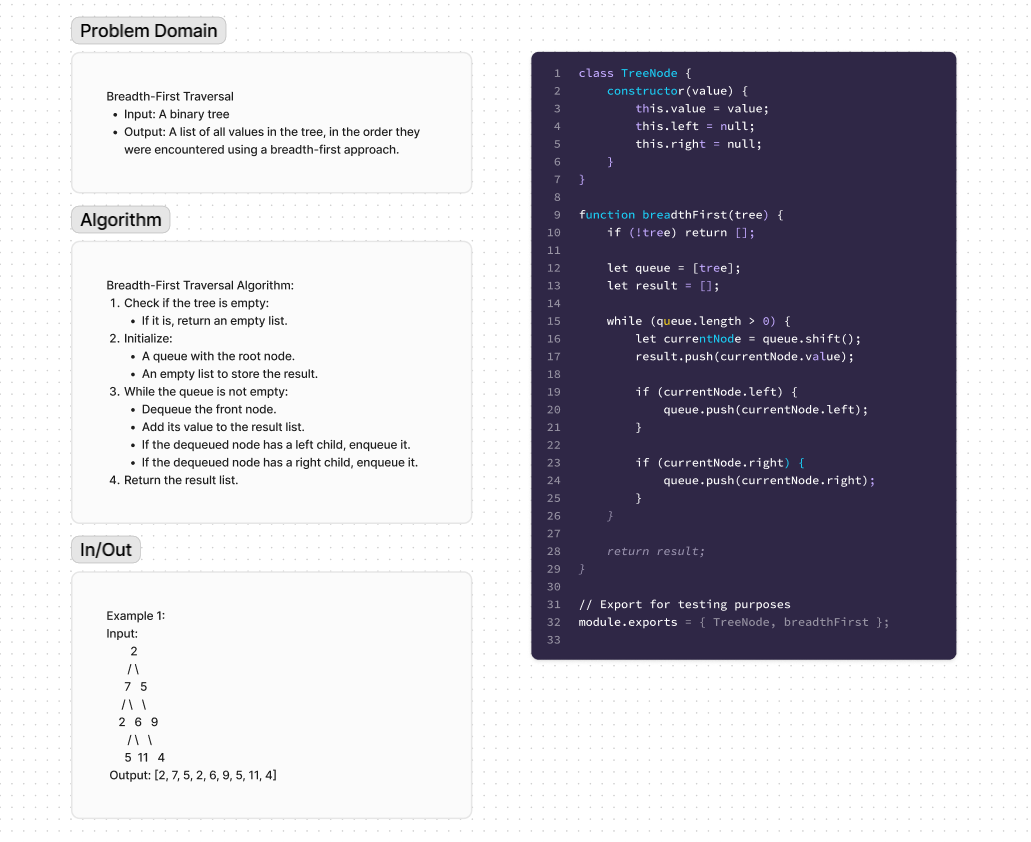 Problem Domain
Breadth-First Traversal
• Input: A binary tree
• Output: A list of all values in the tree, in the order they
were encountered using a breadth-first approach.
Algorithm
Breadth-First Traversal Algorithm:
1. Check if the tree is empty:
• If it is, return an empty list.
2. Initialize:
• A queue with the root node.
• An empty list to store the result.
3. While the queue is not empty:
• Dequeue the front node.
• Add its value to the result list.
• If the dequeued node has a left child, enqueue it.
• If the dequeued node has a right child, enqueue it.
4. Return the result list.
In/Out
Example 1:
Input:
2
/ \
7 5
/ \ \
2 6 9
/ \ \
5 11 4
Output: [2, 7, 5, 2, 6, 9, 5, 11, 4]
1 class TreeNode {
2 constructor(value) {
3 this.value = value;
4 this.left = null;
5 this.right = null;
6 }
7 }
8
9 function breadthFirst(tree) {
10 if (!tree) return [];
11
12 let queue = [tree];
13 let result = [];
14
15 while (queue.length > 0) {
16 let currentNode = queue.shift();
17 result.push(currentNode.value);
18
19 if (currentNode.left) {
20 queue.push(currentNode.left);
21 }
22
23 if (currentNode.right) {
24 queue.push(currentNode.right);
25 }
26 }
27
28 return result;
29 }
30
31 // Export for testing purposes
32 module.exports = { TreeNode, breadthFirst };
33